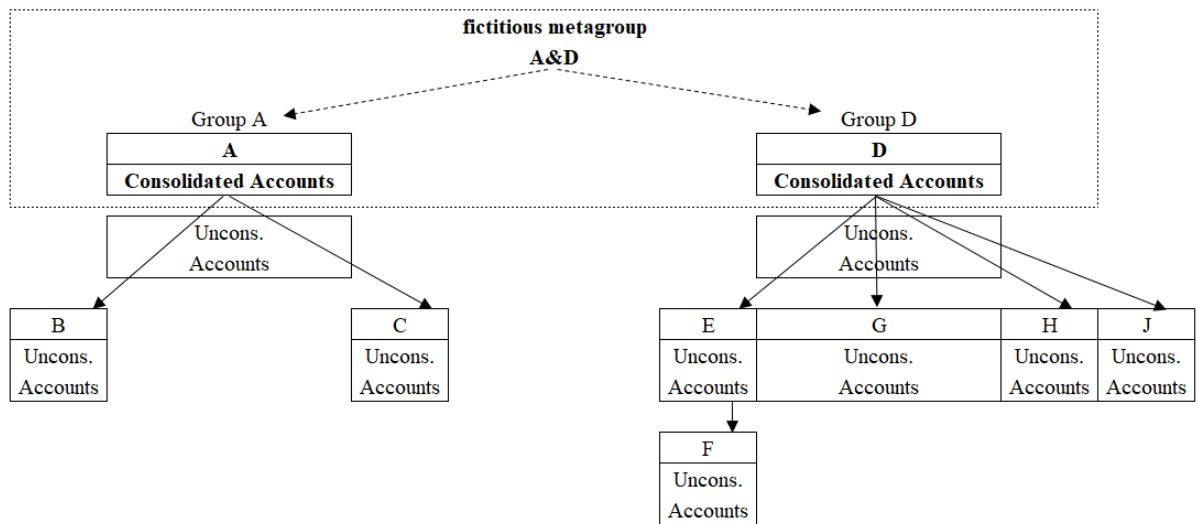 fictitious metagroup
A&D
Group A
Group D
A
D
Consolidated Accounts
Consolidated Accounts
Uncons.
Accounts
Uncons.
Accounts
B
C
E
G
H
J
Uncons.
Accounts
Uncons.
Accounts
Uncons.
Accounts
Uncons.
Accounts
Uncons.
Accounts
Uncons.
Accounts
F
Uncons.
Accounts